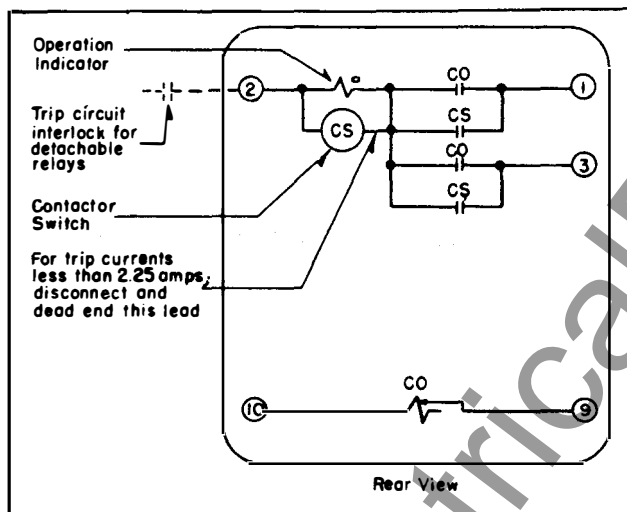 Operation
Indicator
Trip circuit
interlock for
detachable
relays
Contactor
Switch
For trip currents
less than 2.25 amps,
disconnect and
dead end this lead
2
CO
1
CS
CS
CO
3
CS
CO
10
9
Rear View
trical